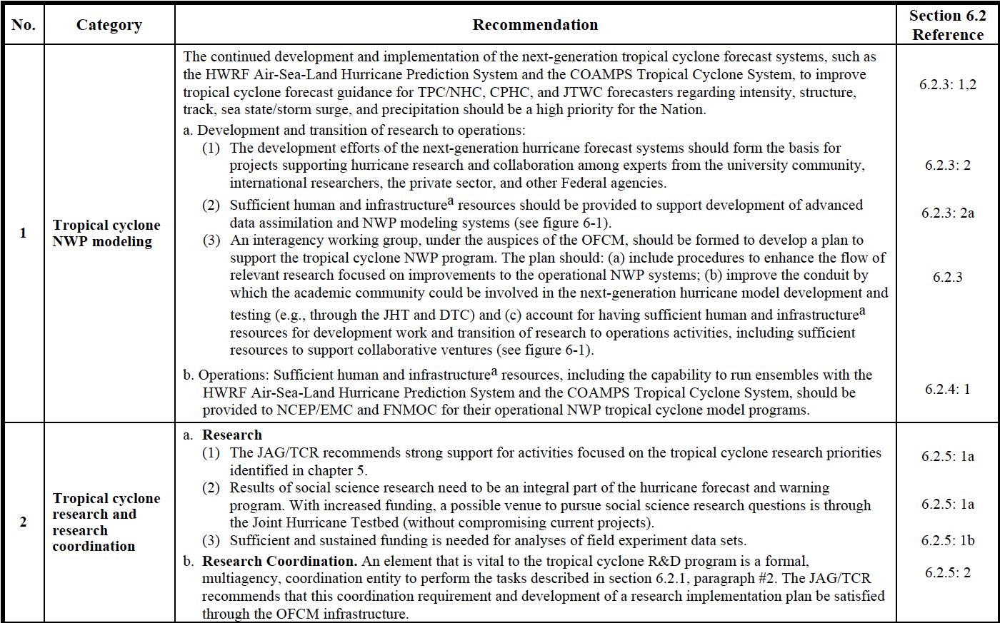 No.
Category
Recommendation
Section 6.2
Reference
1
Tropical cyclone
NWP modeling
The continued development and implementation of the next-generation tropical cyclone forecast systems, such as
the HWRF Air-Sea-Land Hurricane Prediction System and the COAMPS Tropical Cyclone System, to improve
tropical cyclone forecast guidance for TPC/NHC, CPHC, and JTWC forecasters regarding intensity, structure,
track, sea state/storm surge, and precipitation should be a high priority for the Nation.
6.2.3: 1,2
a. Development and transition of research to operations:
(1) The development efforts of the next-generation hurricane forecast systems should form the basis for
projects supporting hurricane research and collaboration among experts from the university community,
international researchers, the private sector, and other Federal agencies.
6.2.3: 2
(2) Sufficient human and infrastructureª resources should be provided to support development of advanced
data assimilation and NWP modeling systems (see figure 6-1).
6.2.3: 2a
(3) An interagency working group, under the auspices of the OFCM, should be formed to develop a plan to
support the tropical cyclone NWP program. The plan should: (a) include procedures to enhance the flow of
relevant research focused on improvements to the operational NWP systems; (b) improve the conduit by
which the academic community could be involved in the next-generation hurricane model development and
testing (e.g., through the JHT and DTC) and (c) account for having sufficient human and infrastructureª
resources for development work and transition of research to operations activities, including sufficient
resources to support collaborative ventures (see figure 6-1).
6.2.3
b. Operations: Sufficient human and infrastructureª resources, including the capability to run ensembles with the
HWRF Air-Sea-Land Hurricane Prediction System and the COAMPS Tropical Cyclone System, should be
provided to NCEP/EMC and FNMOC for their operational NWP tropical cyclone model programs.
6.2.4: 1
2
Tropical cyclone
research and
research
coordination
a. Research
(1) The JAG/TCR recommends strong support for activities focused on the tropical cyclone research priorities
identified in chapter 5.
6.2.5: 1a
(2) Results of social science research need to be an integral part of the hurricane forecast and warning
program. With increased funding, a possible venue to pursue social science research questions is through
the Joint Hurricane Testbed (without compromising current projects).
6.2.5: 1a
(3) Sufficient and sustained funding is needed for analyses of field experiment data sets.
6.2.5: 1b
b. Research Coordination. An element that is vital to the tropical cyclone R&D program is a formal,
multiagency, coordination entity to perform the tasks described in section 6.2.1, paragraph #2. The JAG/TCR
recommends that this coordination requirement and development of a research implementation plan be satisfied
through the OFCM infrastructure.
6.2.5: 2